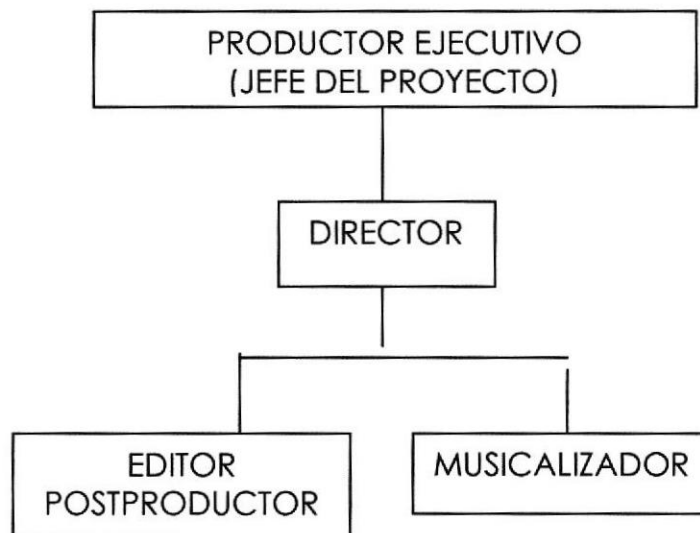 PRODUCTOR EJECUTIVO
(JEFE DEL PROYECTO)
DIRECTOR
EDITOR
POSTPRODUCTOR
MUSICALIZADOR